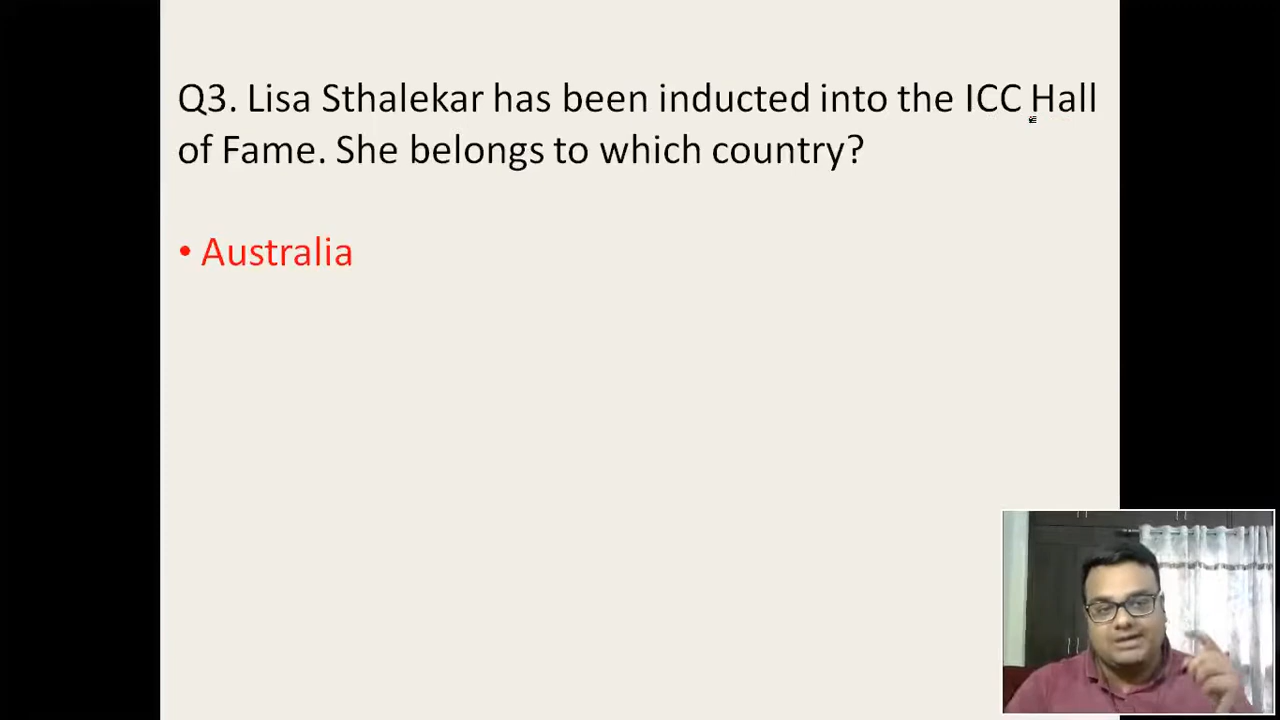 Q3. Lisa Sthalekar has been inducted into the ICC Hall
of Fame. She belongs to which country?
• Australia